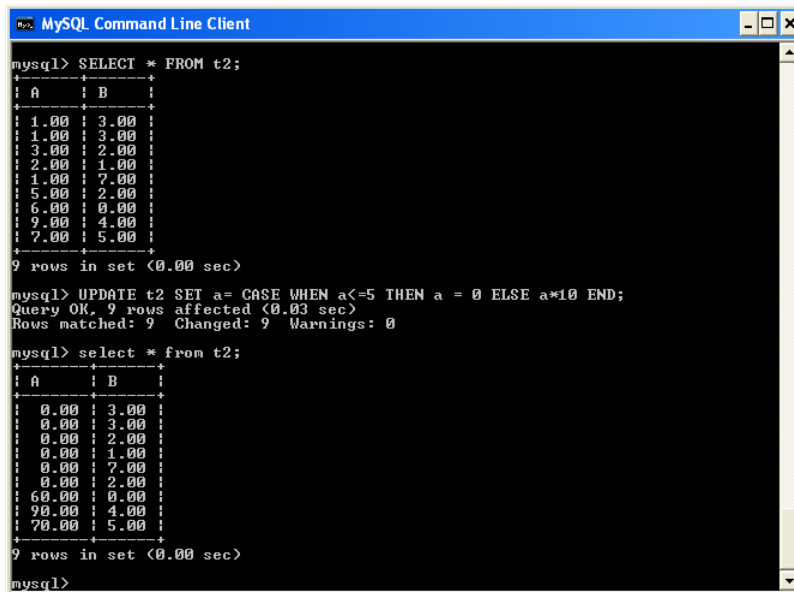 MySQL Command Line Client
mysql> SELECT * FROM t2;
+------+------+
| A    | B    |
+------+------+
| 1.00 | 3.00 |
| 1.00 | 3.00 |
| 3.00 | 2.00 |
| 2.00 | 1.00 |
| 1.00 | 7.00 |
| 5.00 | 2.00 |
| 6.00 | 0.00 |
| 9.00 | 4.00 |
| 7.00 | 5.00 |
+------+------+
9 rows in set (0.00 sec)
mysql> UPDATE t2 SET a= CASE WHEN a<=5 THEN a = 0 ELSE a*10 END;
Query OK, 9 rows affected (0.03 sec)
Rows matched: 9  Changed: 9  Warnings: 0
mysql> select * from t2;
+-------+------+
| A     | B    |
+-------+------+
|  0.00 | 3.00 |
|  0.00 | 3.00 |
|  0.00 | 2.00 |
|  0.00 | 1.00 |
|  0.00 | 7.00 |
|  0.00 | 2.00 |
| 60.00 | 0.00 |
| 90.00 | 4.00 |
| 70.00 | 5.00 |
+-------+------+
9 rows in set (0.00 sec)
mysql>